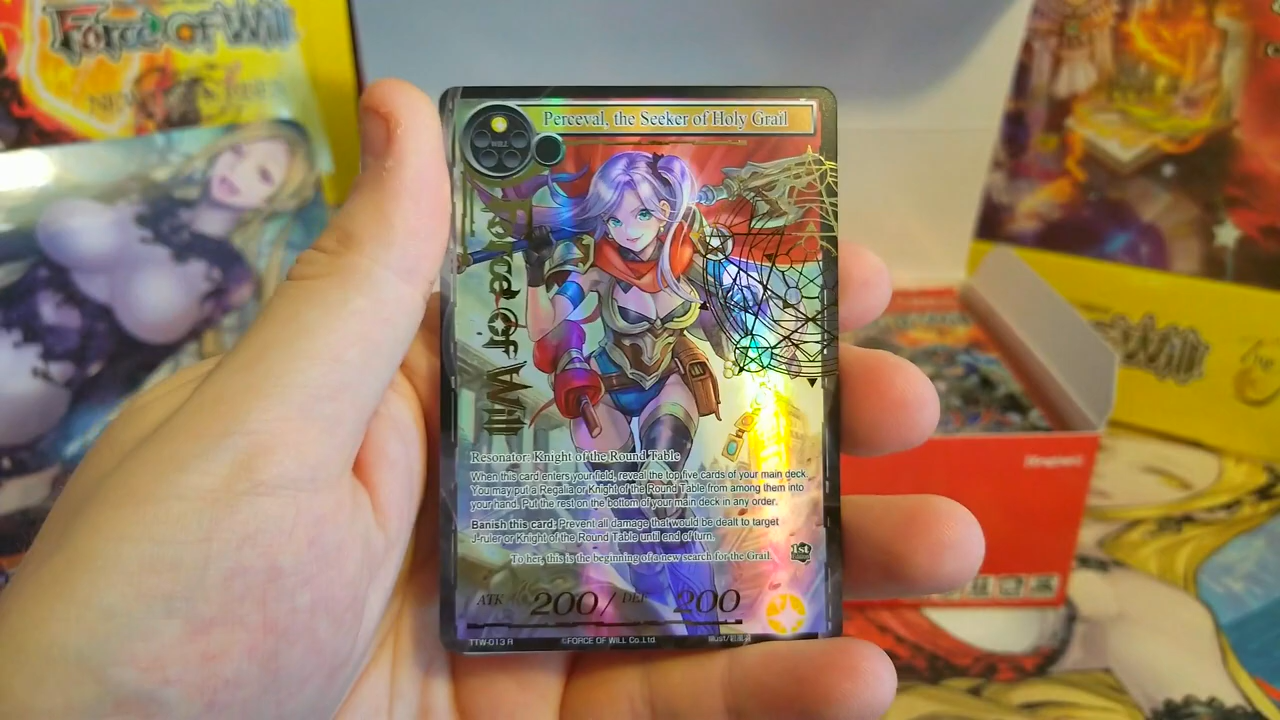 Force of Will
NEW
Perceval, the Seeker of Holy Grail
WILL
Force of Will
Resonator: Knight of the Round Table
When this card enters your field, reveal the top five cards of your main deck.
You may put a Regalia or Knight of the Round Table from among them into
your hand. Put the rest on the bottom of your main deck in any order.
Banish this card: Prevent all damage that would be dealt to target
J-ruler or Knight of the Round Table until end of turn.
To her, this is the beginning of a new search for the Grail.
1st
Edition
ATK 200/ DEF 200
TTW-013 R ©FORCE OF WILL Co.,Ltd. Illust/